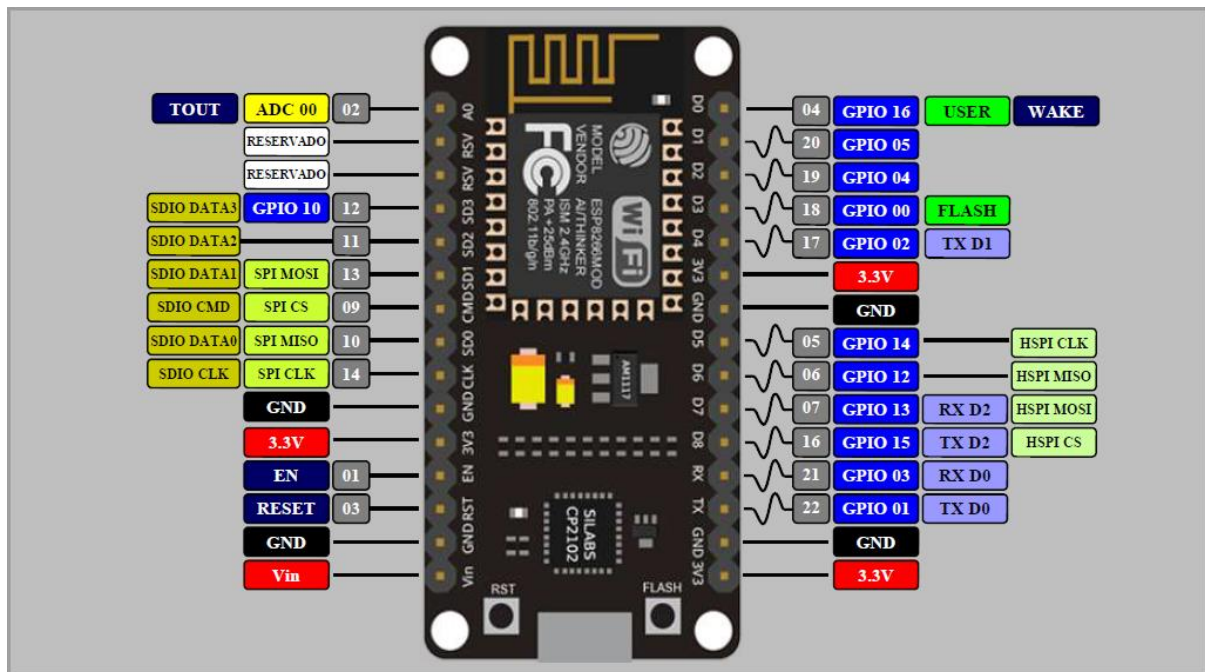 TOUT ADC 00 02 A0
RESERVADO RSV
RESERVADO RSV
SDIO DATA3 GPIO 10 12 SD3
SDIO DATA2 11 SD2
SDIO DATA1 SPI MOSI 13 SD1
SDIO CMD SPI CS 09 CMD
SDIO DATA0 SPI MISO 10 SD0
SDIO CLK SPI CLK 14 CLK
GND GND
3.3V 3V3
EN 01 EN
RESET 03 RST
GND GND
Vin Vin
MODEL
VENDOR
ESP8266MOD
AI/THINKER
ISM 2.4GHz
PA +25dBm
802.11b/g/n
FC
Wi Fi
AM1117
SILABS
CP2102
RST
FLASH
D0 04 GPIO 16 USER WAKE
D1 20 GPIO 05
D2 19 GPIO 04
D3 18 GPIO 00 FLASH
D4 17 GPIO 02 TX D1
3V3 3.3V
GND GND
D5 05 GPIO 14 HSPI CLK
D6 06 GPIO 12 HSPI MISO
D7 07 GPIO 13 RX D2 HSPI MOSI
D8 16 GPIO 15 TX D2 HSPI CS
RX 21 GPIO 03 RX D0
TX 22 GPIO 01 TX D0
GND GND
3V3 3.3V